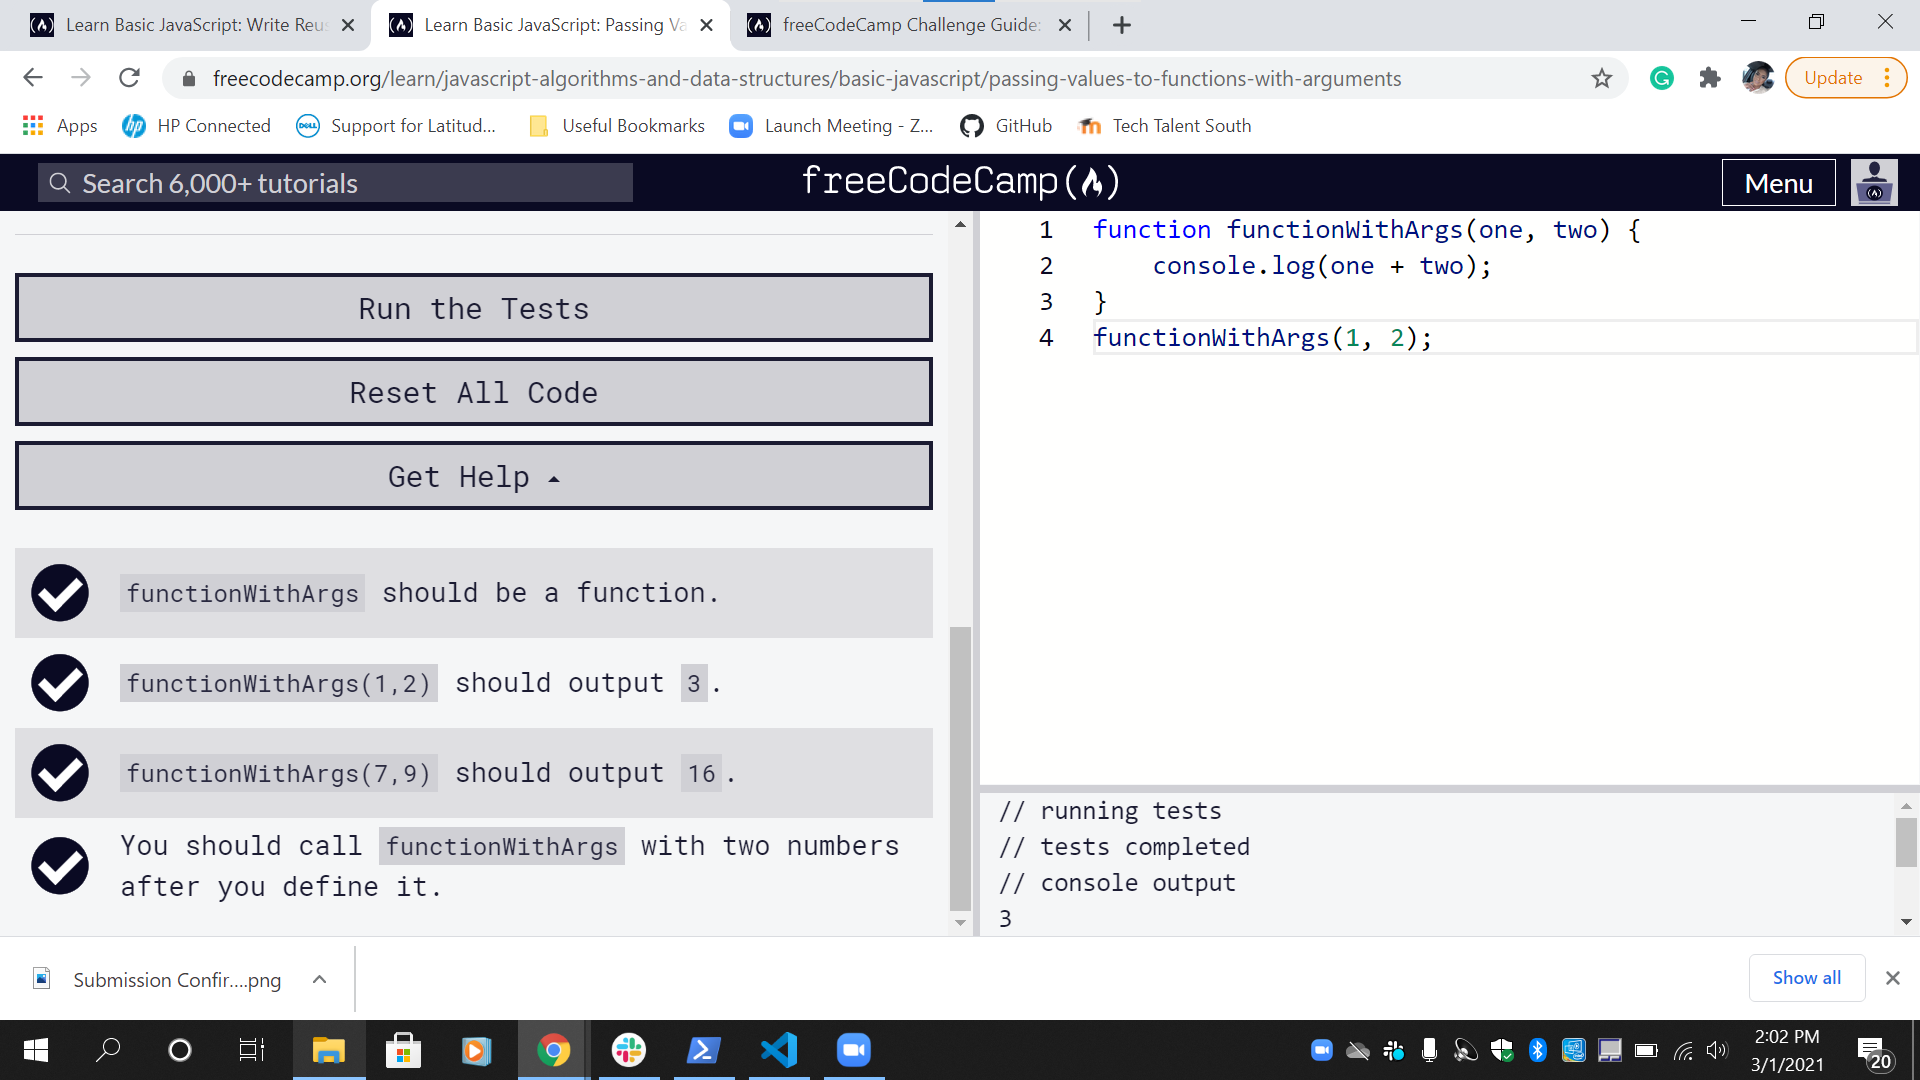 Learn Basic JavaScript: Write Reus
Learn Basic JavaScript: Passing Va
freeCodeCamp Challenge Guide:
freecodecamp.org/learn/javascript-algorithms-and-data-structures/basic-javascript/passing-values-to-functions-with-arguments
Update
Apps
HP Connected
Support for Latitud...
Useful Bookmarks
Launch Meeting - Z...
GitHub
Tech Talent South
Search 6,000+ tutorials
freeCodeCamp(
)
Menu
Run the Tests
Reset All Code
Get Help
functionWithArgs should be a function.
functionWithArgs(1,2) should output 3.
functionWithArgs(7,9) should output 16.
You should call functionWithArgs with two numbers
after you define it.
1 function functionWithArgs(one, two) {
2 console.log(one + two);
3 }
4 functionWithArgs(1, 2);
// running tests
// tests completed
// console output
3
Submission Confir....png
Show all
2:02 PM
3/1/2021
20